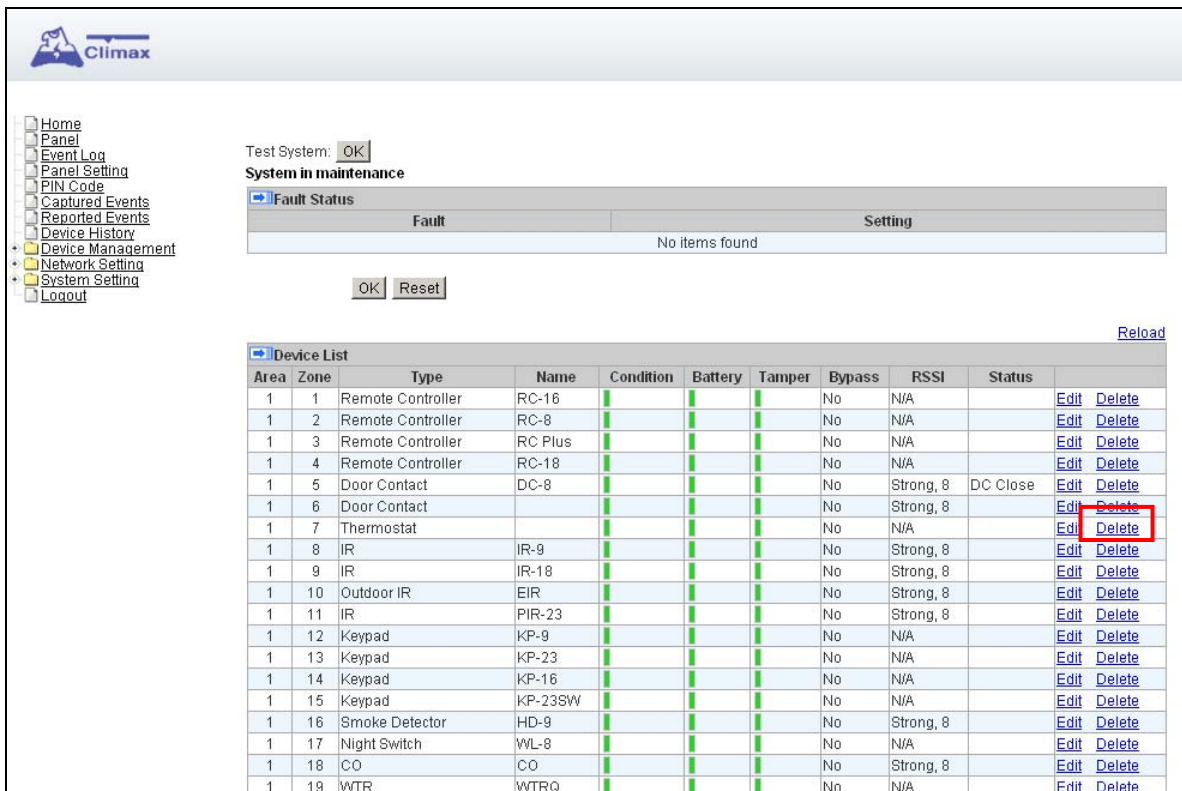 Climax
Home
Panel
Event Log
Panel Setting
PIN Code
Captured Events
Reported Events
Device History
Device Management
Network Setting
System Setting
Logout
Test System: OK
System in maintenance
Fault Status
Fault Setting
No items found
OK Reset
Reload
Device List
Area Zone Type Name Condition Battery Tamper Bypass RSSI Status
1 1 Remote Controller RC-16 No N/A Edit Delete
1 2 Remote Controller RC-8 No N/A Edit Delete
1 3 Remote Controller RC Plus No N/A Edit Delete
1 4 Remote Controller RC-18 No N/A Edit Delete
1 5 Door Contact DC-8 No Strong, 8 DC Close Edit Delete
1 6 Door Contact No Strong, 8 Edit Delete
1 7 Thermostat No N/A Edit Delete
1 8 IR IR-9 No Strong, 8 Edit Delete
1 9 IR IR-18 No Strong, 8 Edit Delete
1 10 Outdoor IR EIR No Strong, 8 Edit Delete
1 11 IR PIR-23 No Strong, 8 Edit Delete
1 12 Keypad KP-9 No N/A Edit Delete
1 13 Keypad KP-23 No N/A Edit Delete
1 14 Keypad KP-16 No N/A Edit Delete
1 15 Keypad KP-23SW No N/A Edit Delete
1 16 Smoke Detector HD-9 No Strong, 8 Edit Delete
1 17 Night Switch WL-8 No N/A Edit Delete
1 18 CO CO No Strong, 8 Edit Delete
1 19 WTR WTRQ No N/A Edit Delete